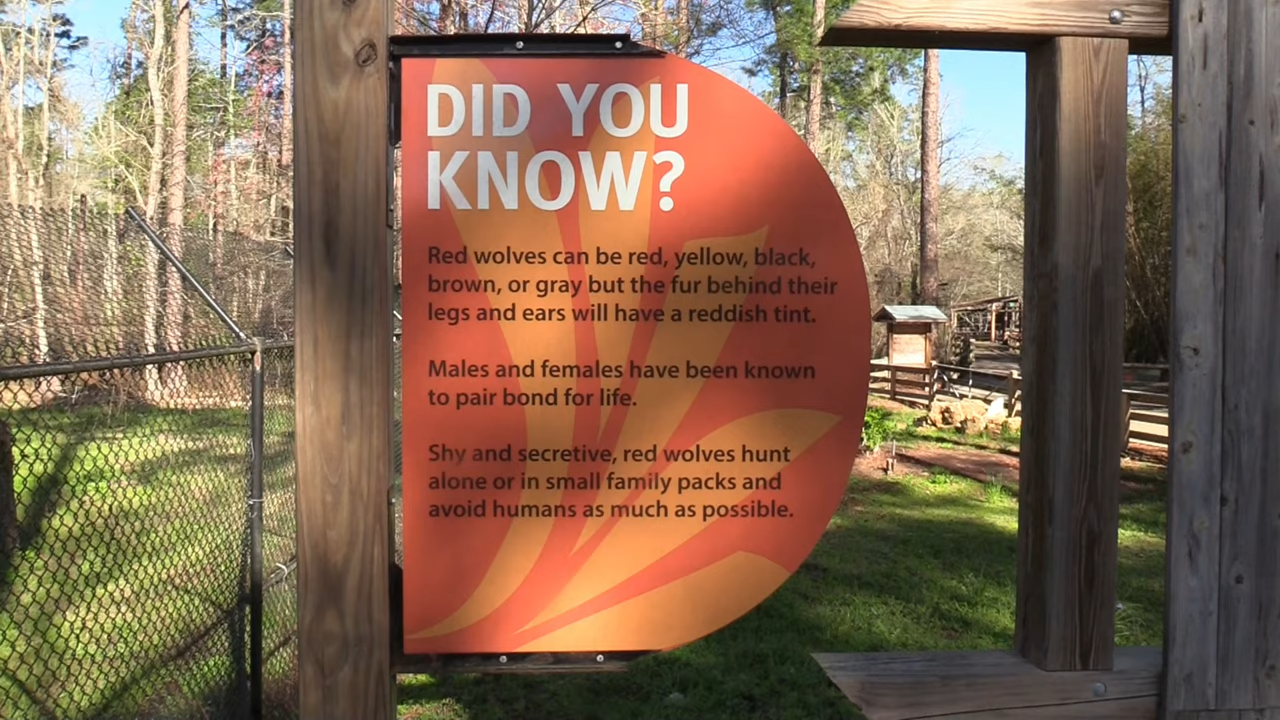 DID YOU
KNOW?
Red wolves can be red, yellow, black,
brown, or gray but the fur behind their
legs and ears will have a reddish tint.
Males and females have been known
to pair bond for life.
Shy and secretive, red wolves hunt
alone or in small family packs and
avoid humans as much as possible.